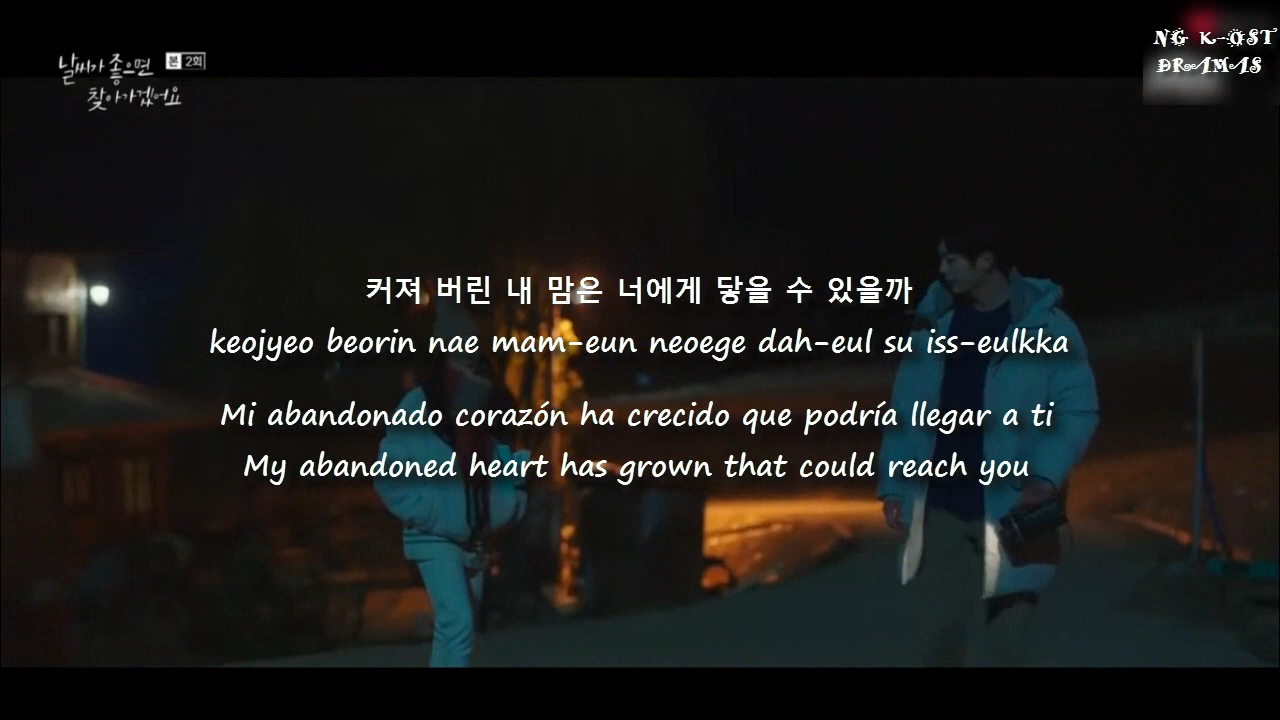 날씨가 좋으면
찾아가겠어요
본 2회
NG K-OST
DRAMAS
커져 버린 내 맘은 너에게 닿을 수 있을까
keojyeo beorin nae mam-eun neoege dah-eul su iss-eulkka
Mi abandonado corazón ha crecido que podría llegar a ti
My abandoned heart has grown that could reach you